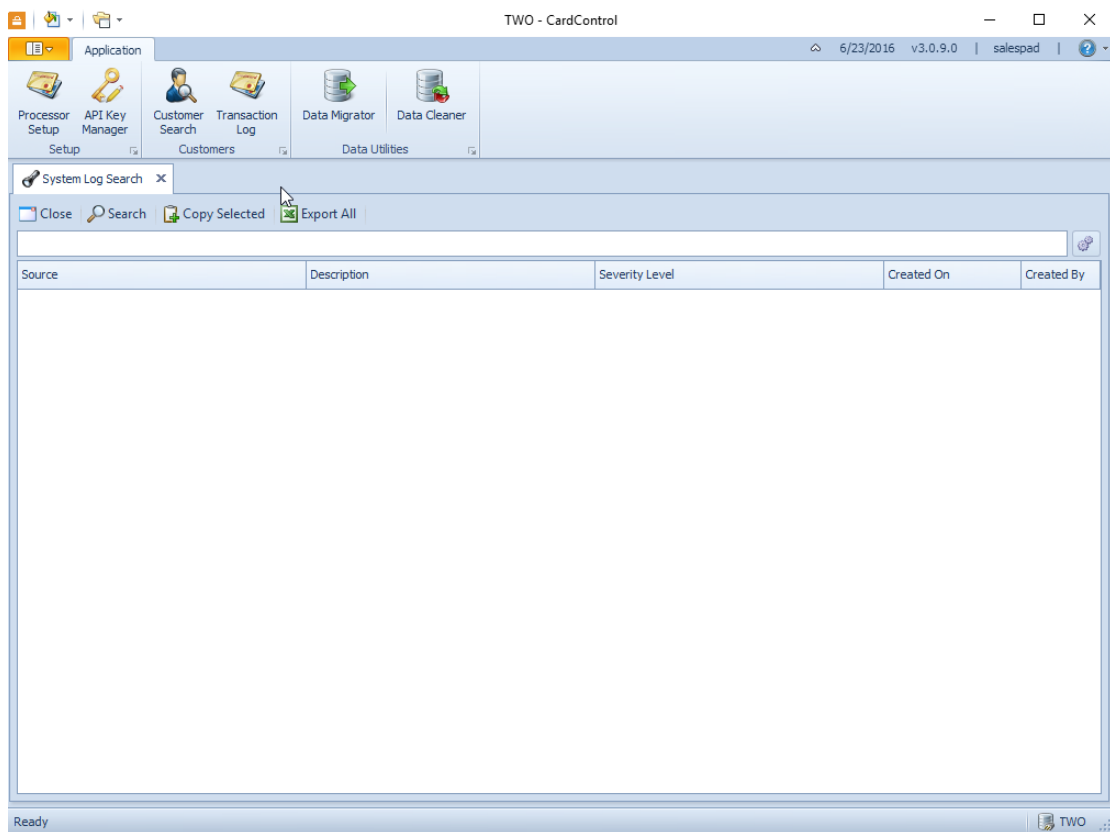 TWO - CardControl
Application
6/23/2016 v3.0.9.0 | salespad |
Processor Setup
API Key Manager
Customer Search
Transaction Log
Data Migrator
Data Cleaner
Setup
Customers
Data Utilities
System Log Search
Close Search Copy Selected Export All
Source Description Severity Level Created On Created By
Ready
TWO